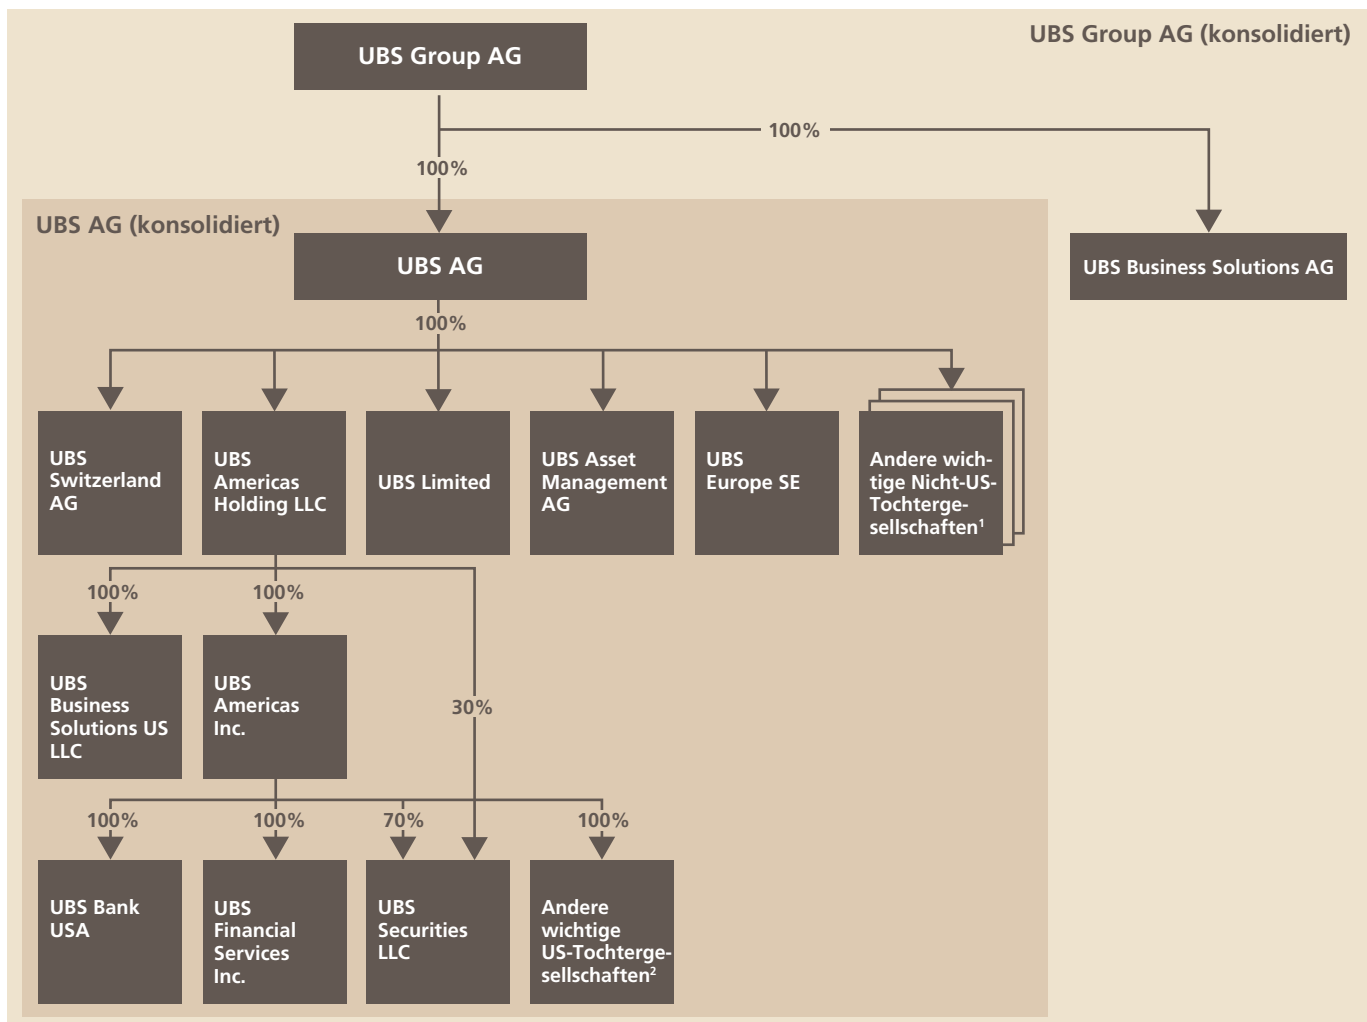 UBS Group AG (konsolidiert)
UBS Group AG
100%
100%
UBS AG (konsolidiert)
UBS AG
UBS Business Solutions AG
100%
UBS
Switzerland
AG
UBS
Americas
Holding LLC
UBS Limited
UBS Asset
Management
AG
UBS
Europe SE
Andere wich-
tige Nicht-US-
Tochterge-
sellschaften¹
100%
100%
30%
UBS
Business
Solutions US
LLC
UBS
Americas
Inc.
100%
100%
70%
100%
UBS Bank
USA
UBS
Financial
Services
Inc.
UBS
Securities
LLC
Andere
wichtige
US-Tochterge-
sellschaften²